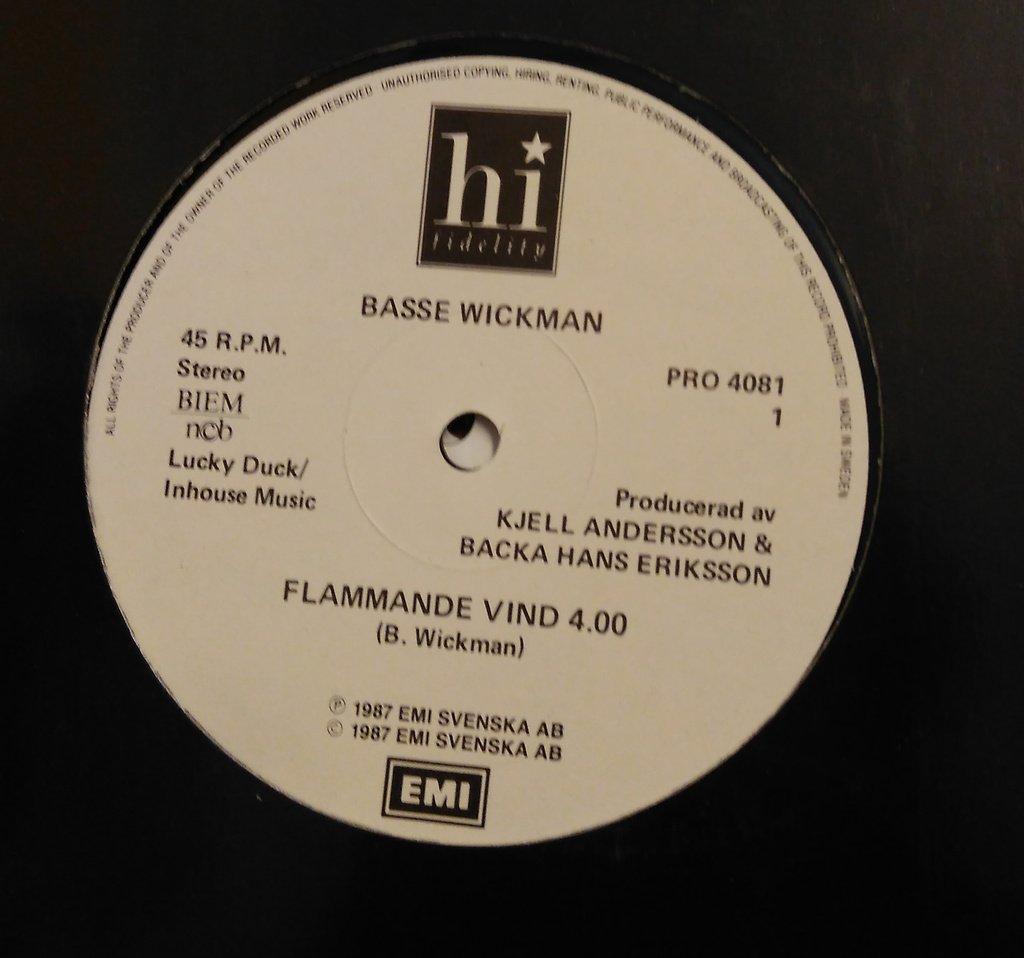 ALL RIGHTS OF THE PRODUCER AND OF THE OWNER OF THE RECORDED WORK RESERVED UNAUTHORISED COPYING, HIRING, RENTING, PUBLIC PERFORMANCE AND BROADCASTING OF THIS RECORD PROHIBITED MADE IN SWEDEN
hi
fidelity
BASSE WICKMAN
45 R.P.M.
Stereo
BIEM
ncb
Lucky Duck/
Inhouse Music
PRO 4081
1
Producerad av
KJELL ANDERSSON &
BACKA HANS ERIKSSON
FLAMMANDE VIND 4.00
(B. Wickman)
℗ 1987 EMI SVENSKA AB
© 1987 EMI SVENSKA AB
EMI